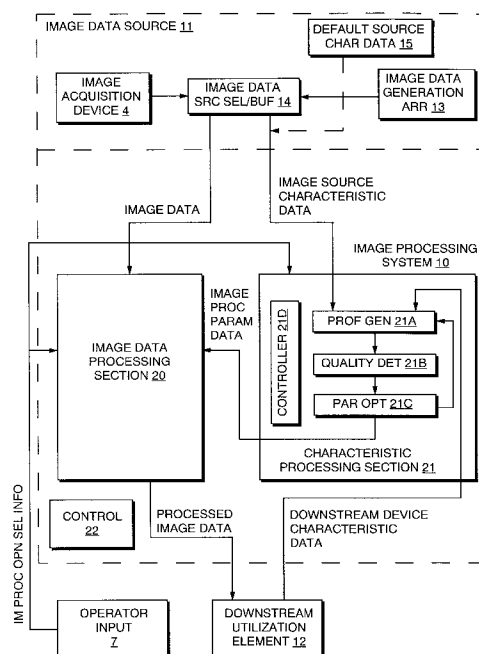 IMAGE DATA SOURCE 11
DEFAULT SOURCE
CHAR DATA
15
IMAGE
ACQUISITION
DEVICE 4
IMAGE DATA
SRC SEL/BUF 14
IMAGE DATA
GENERATION
ARR 13
IMAGE DATA
IMAGE SOURCE
CHARACTERISTIC
DATA
IMAGE PROCESSING
SYSTEM 10
IMAGE
PROC
PARAM
DATA
IMAGE DATA
PROCESSING
SECTION 20
CONTROLLER 21D
PROF GEN 21A
QUALITY DET 21B
PAR OPT 21C
CHARACTERISTIC
PROCESSING SECTION 21
CONTROL
22
PROCESSED
IMAGE DATA
DOWNSTREAM DEVICE
CHARACTERISTIC
DATA
IM PROC OPN SEL INFO
OPERATOR
INPUT
7
DOWNSTREAM
UTILIZATION
ELEMENT 12